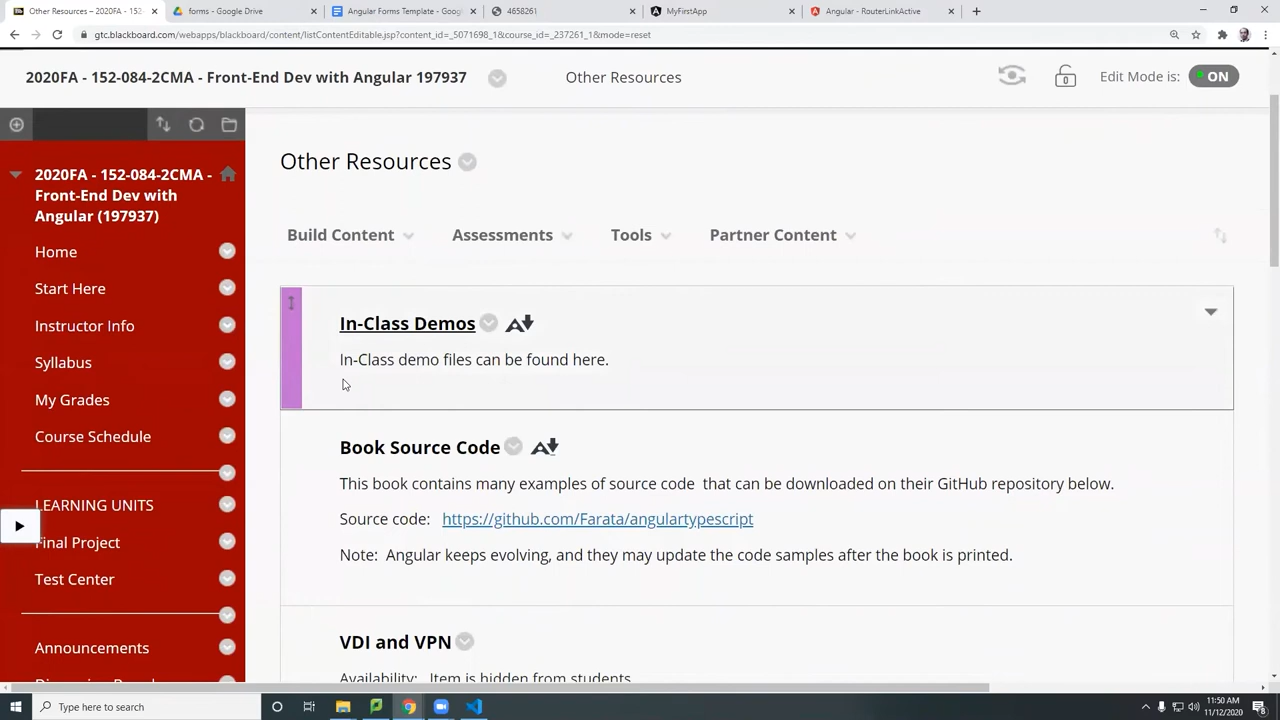 Other Resources – 2020FA - 152-
forms - Google Drive
Angular Forms Template - Googl
4658261
MyFirstApp
Angular - RouterLinkActive
gtc.blackboard.com/webapps/blackboard/content/listContentEditable.jsp?content_id=_5071698_1&course_id=_237261_1&mode=reset
2020FA - 152-084-2CMA - Front-End Dev with Angular 197937
Other Resources
Edit Mode is:
ON
2020FA - 152-084-2CMA -
Front-End Dev with
Angular (197937)
Home
Start Here
Instructor Info
Syllabus
My Grades
Course Schedule
LEARNING UNITS
Final Project
Test Center
Announcements
Other Resources
Build Content
Assessments
Tools
Partner Content
In-Class Demos
In-Class demo files can be found here.
Book Source Code
This book contains many examples of source code that can be downloaded on their GitHub repository below.
Source code: https://github.com/Farata/angulartypescript
Note: Angular keeps evolving, and they may update the code samples after the book is printed.
VDI and VPN
Availability: Item is hidden from students.
Type here to search
11:50 AM
11/12/2020